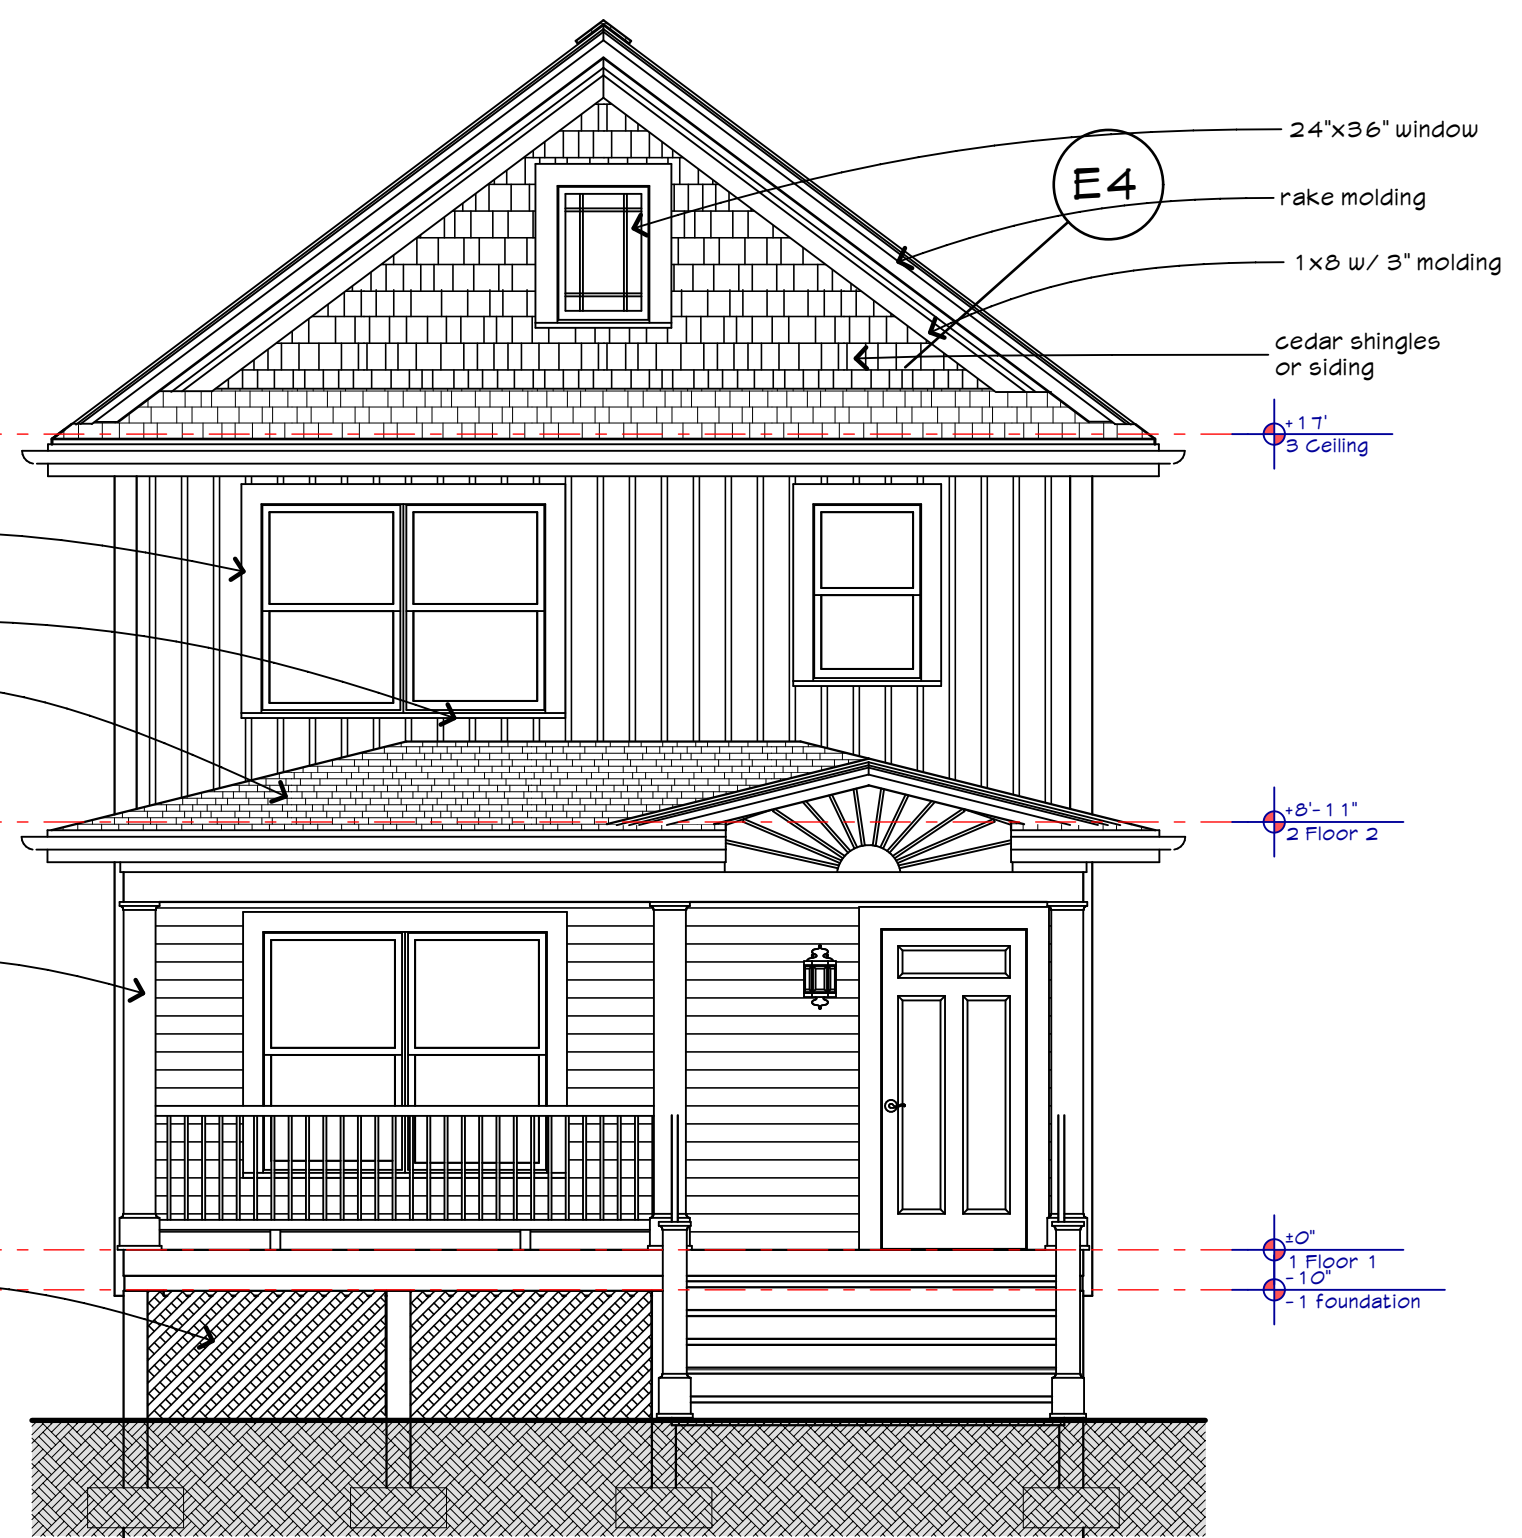 24"x36" window
E4
rake molding
1x8 w/ 3" molding
cedar shingles
or siding
+17'
3 Ceiling
+8'-11"
2 Floor 2
±0"
1 Floor 1
-10"
-1 foundation